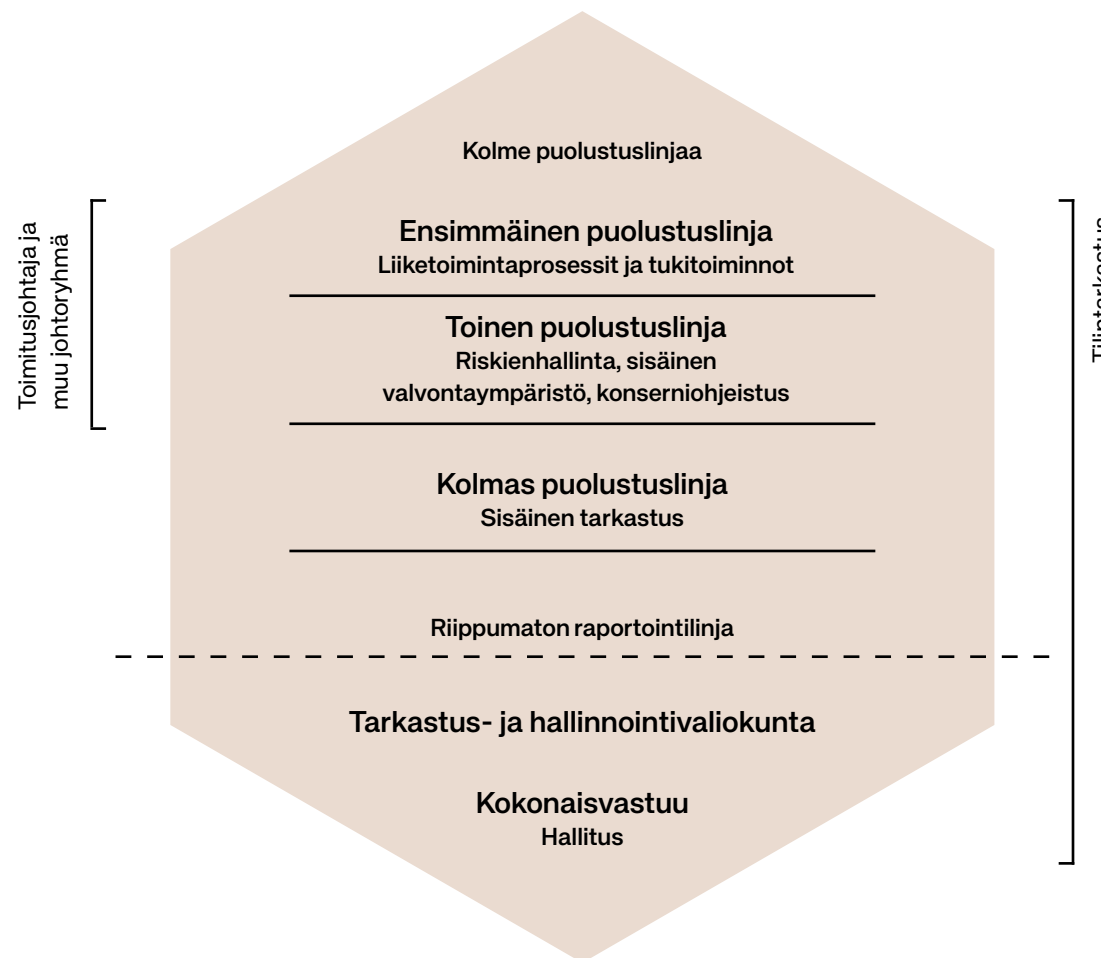 Kolme puolustuslinjaa
Toimitusjohtaja ja
muu johtoryhmä
Ensimmäinen puolustuslinja
Liiketoimintaprosessit ja tukitoiminnot
Toinen puolustuslinja
Riskienhallinta, sisäinen
valvontaympäristö, konserniohjeistus
Kolmas puolustuslinja
Sisäinen tarkastus
Riippumaton raportointilinja
Tarkastus- ja hallinnointivaliokunta
Kokonaisvastuu
Hallitus